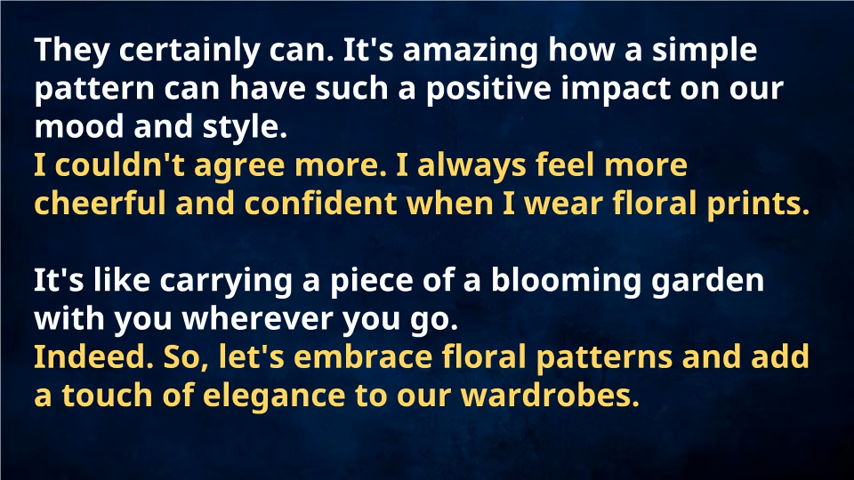 They certainly can. It's amazing how a simple
pattern can have such a positive impact on our
mood and style.
I couldn't agree more. I always feel more
cheerful and confident when I wear floral prints.
It's like carrying a piece of a blooming garden
with you wherever you go.
Indeed. So, let's embrace floral patterns and add
a touch of elegance to our wardrobes.